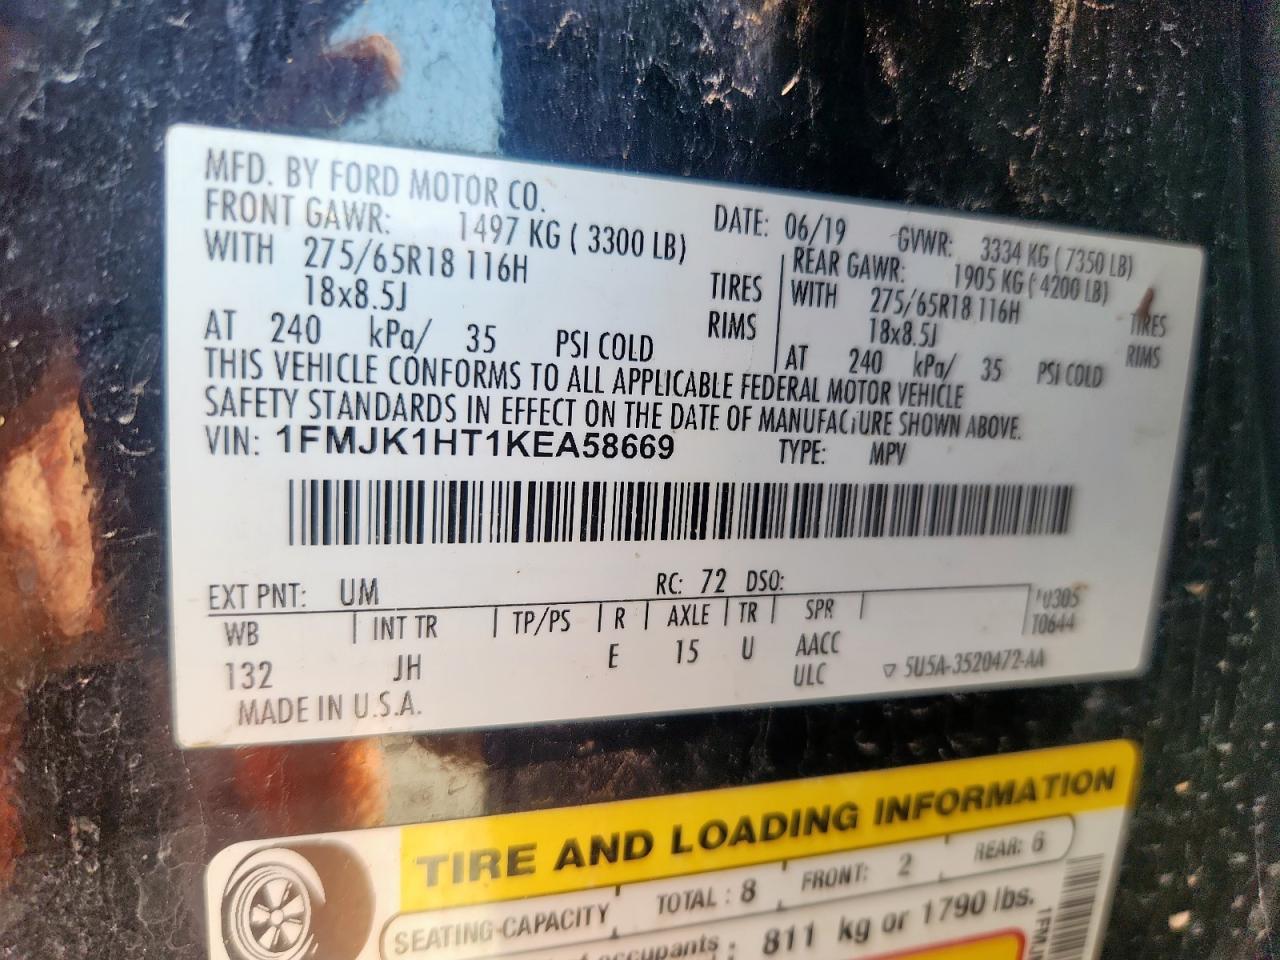 MFD. BY FORD MOTOR CO.
DATE: 06/19 GVWR: 3334 KG ( 7350 LB)
FRONT GAWR: 1497 KG ( 3300 LB)
WITH 275/65R18 116H TIRES
18x8.5J RIMS
AT 240 kPa/ 35 PSI COLD
REAR GAWR: 1905 KG ( 4200 LB)
WITH 275/65R18 116H TIRES
18x8.5J RIMS
AT 240 kPa/ 35 PSI COLD
THIS VEHICLE CONFORMS TO ALL APPLICABLE FEDERAL MOTOR VEHICLE
SAFETY STANDARDS IN EFFECT ON THE DATE OF MANUFACTURE SHOWN ABOVE.
VIN: 1FMJK1HT1KEA58669 TYPE: MPV
EXT PNT: UM RC: 72 DSO:
WB INT TR TP/PS R AXLE TR SPR
132 JH E 15 U AACC
ULC
T0644
5U5A-3520472-AA
MADE IN U.S.A.
TIRE AND LOADING INFORMATION
SEATING CAPACITY TOTAL : 8 FRONT: 2 REAR: 6
occupants : 811 kg or 1790 lbs.